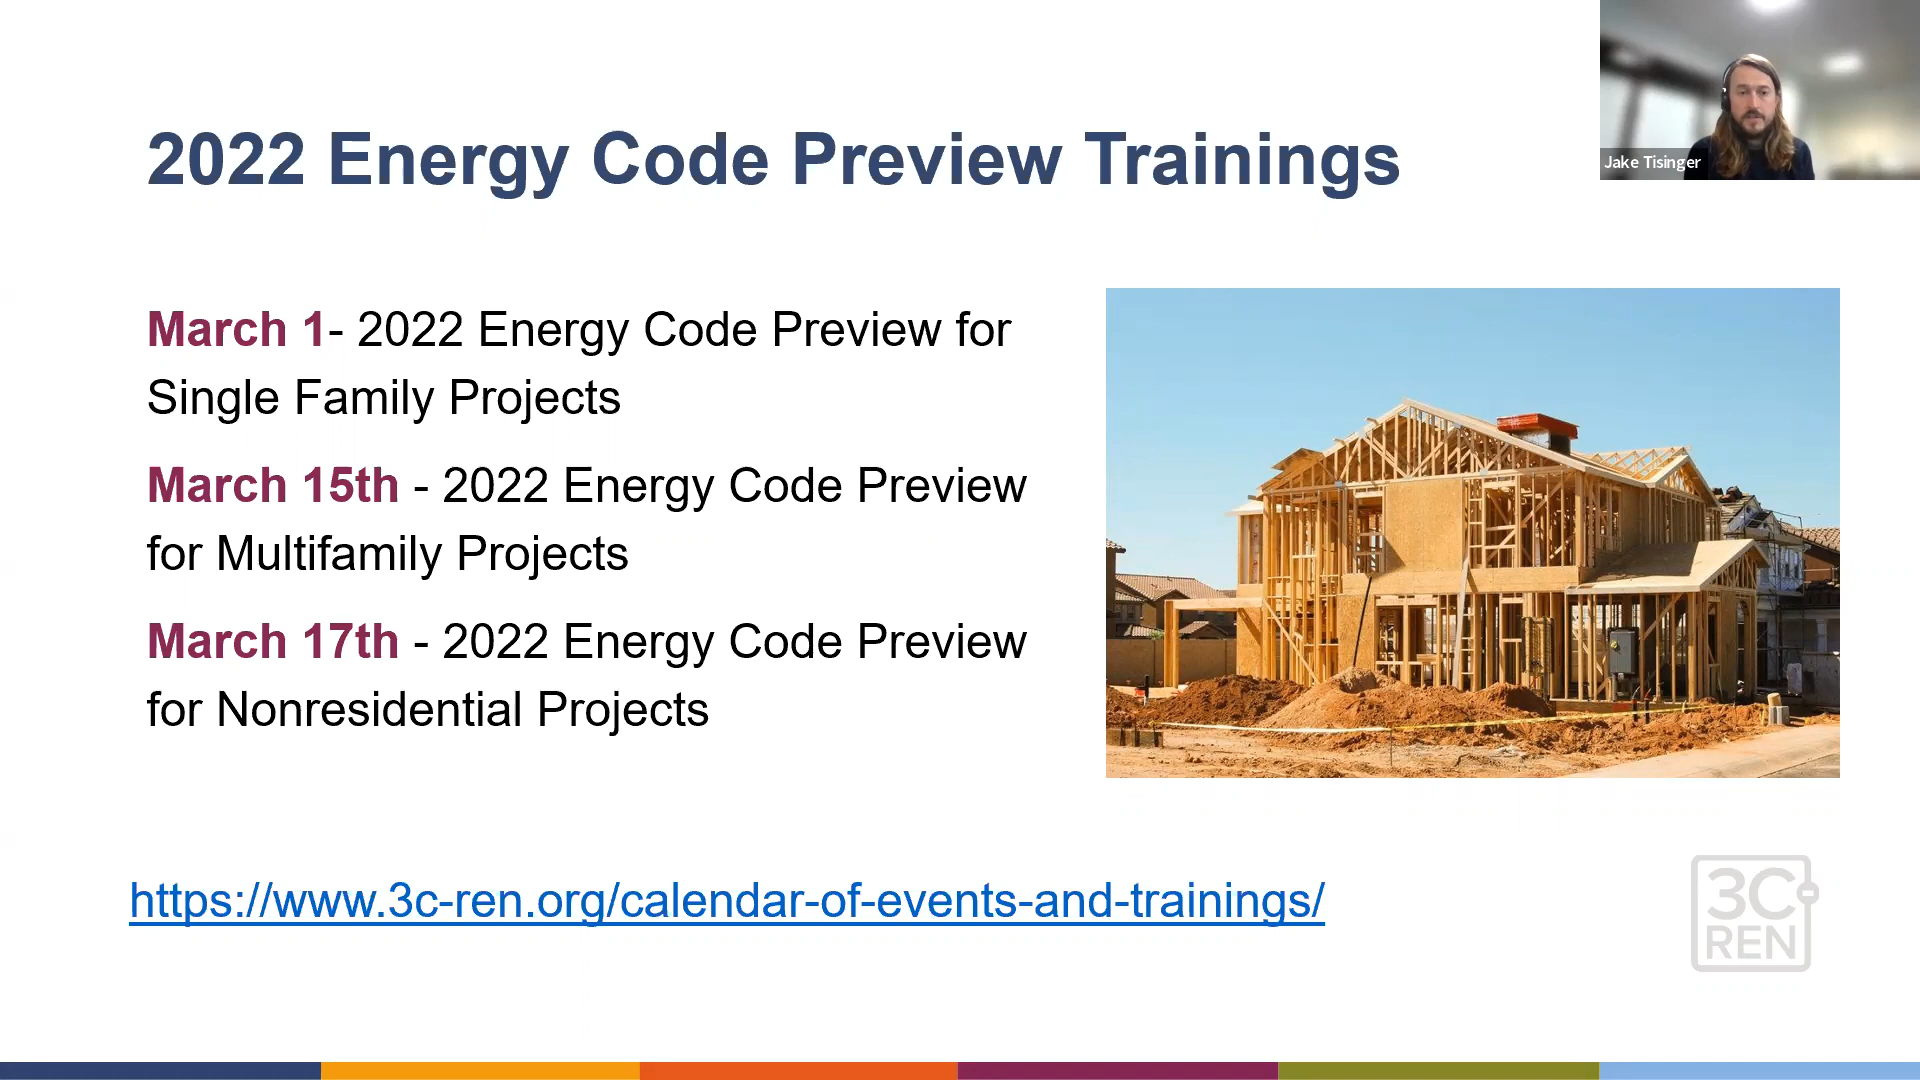 2022 Energy Code Preview Trainings
Jake Tisinger
March 1- 2022 Energy Code Preview for
Single Family Projects
March 15th - 2022 Energy Code Preview
for Multifamily Projects
March 17th - 2022 Energy Code Preview
for Nonresidential Projects
https://www.3c-ren.org/calendar-of-events-and-trainings/
3C
REN